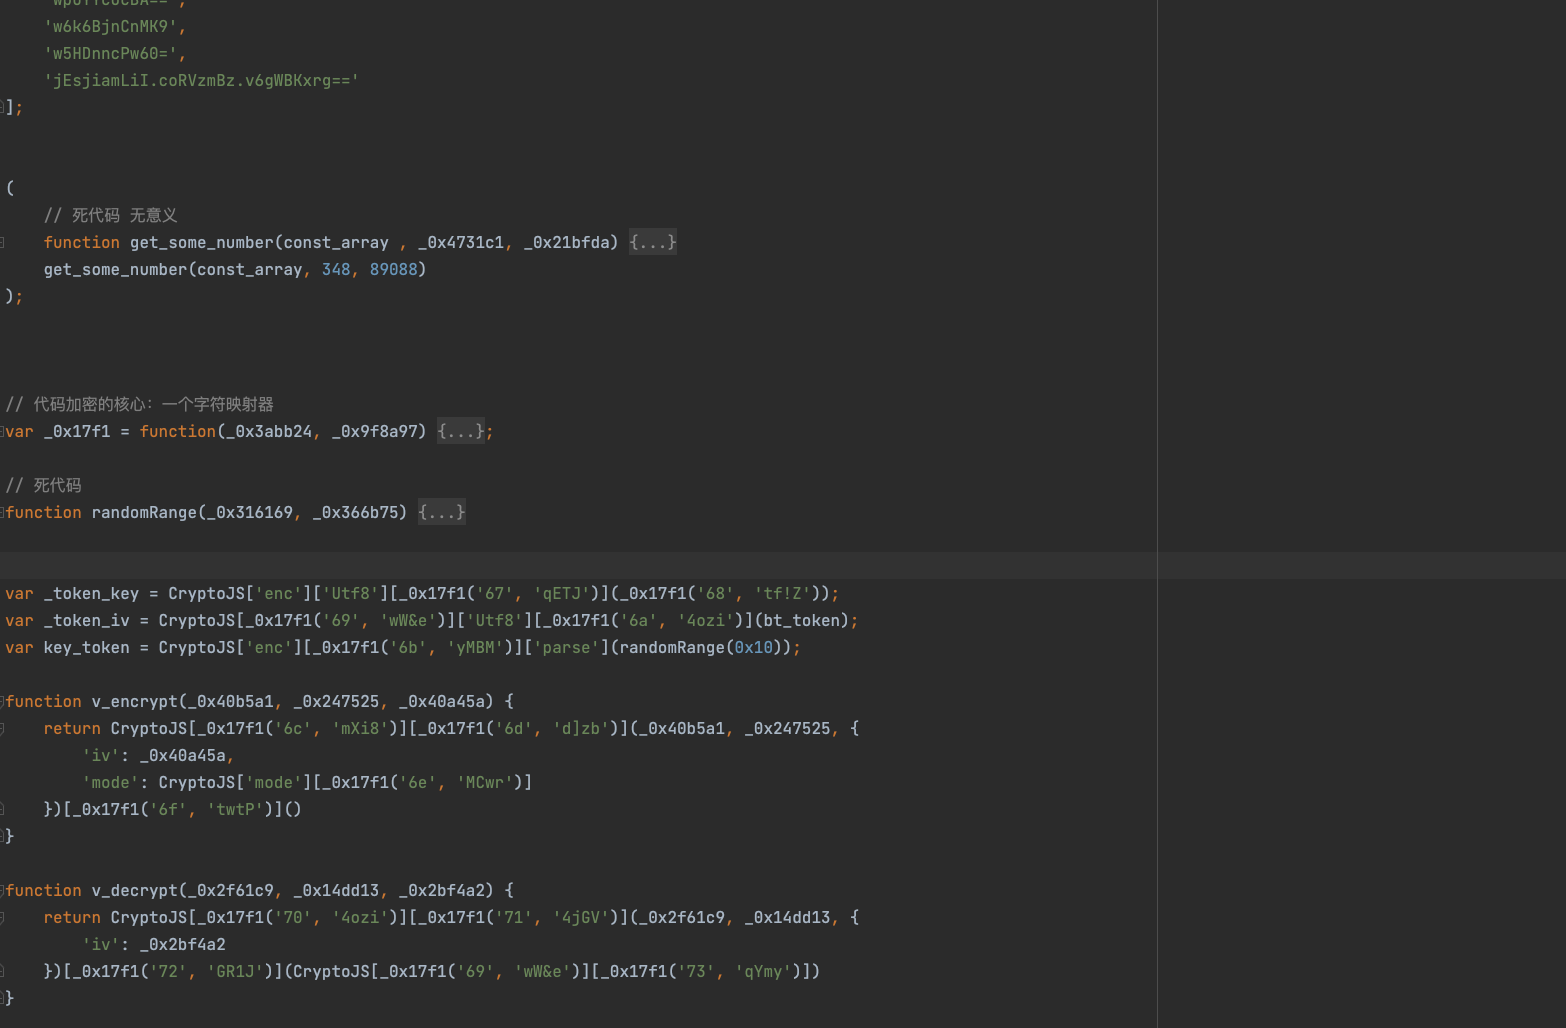 'w6k6BjnCnMK9',
'w5HDnncPw60=',
'jEsjiamLiI.coRVzmBz.v6gWBKxrg=='
];
(
// 死代码 无意义
function get_some_number(const_array , _0x4731c1, _0x21bfda) {...}
get_some_number(const_array, 348, 89088)
);
// 代码加密的核心: 一个字符映射器
var _0x17f1 = function(_0x3abb24, _0x9f8a97) {...};
// 死代码
function randomRange(_0x316169, _0x366b75) {...}
var _token_key = CryptoJS['enc']['Utf8'][_0x17f1('67', 'qETJ')](_0x17f1('68', 'tf!Z'));
var _token_iv = CryptoJS[_0x17f1('69', 'wW&e')]['Utf8'][_0x17f1('6a', '4ozi')](bt_token);
var key_token = CryptoJS['enc'][_0x17f1('6b', 'yMBM')]['parse'](randomRange(0x10));
function v_encrypt(_0x40b5a1, _0x247525, _0x40a45a) {
return CryptoJS[_0x17f1('6c', 'mXi8')][_0x17f1('6d', 'd]zb')](_0x40b5a1, _0x247525, {
'iv': _0x40a45a,
'mode': CryptoJS['mode'][_0x17f1('6e', 'MCwr')]
})[_0x17f1('6f', 'twtP')]()
}
function v_decrypt(_0x2f61c9, _0x14dd13, _0x2bf4a2) {
return CryptoJS[_0x17f1('70', '4ozi')][_0x17f1('71', '4jGV')](_0x2f61c9, _0x14dd13, {
'iv': _0x2bf4a2
})[_0x17f1('72', 'GR1J')](CryptoJS[_0x17f1('69', 'wW&e')][_0x17f1('73', 'qYmy')])
}